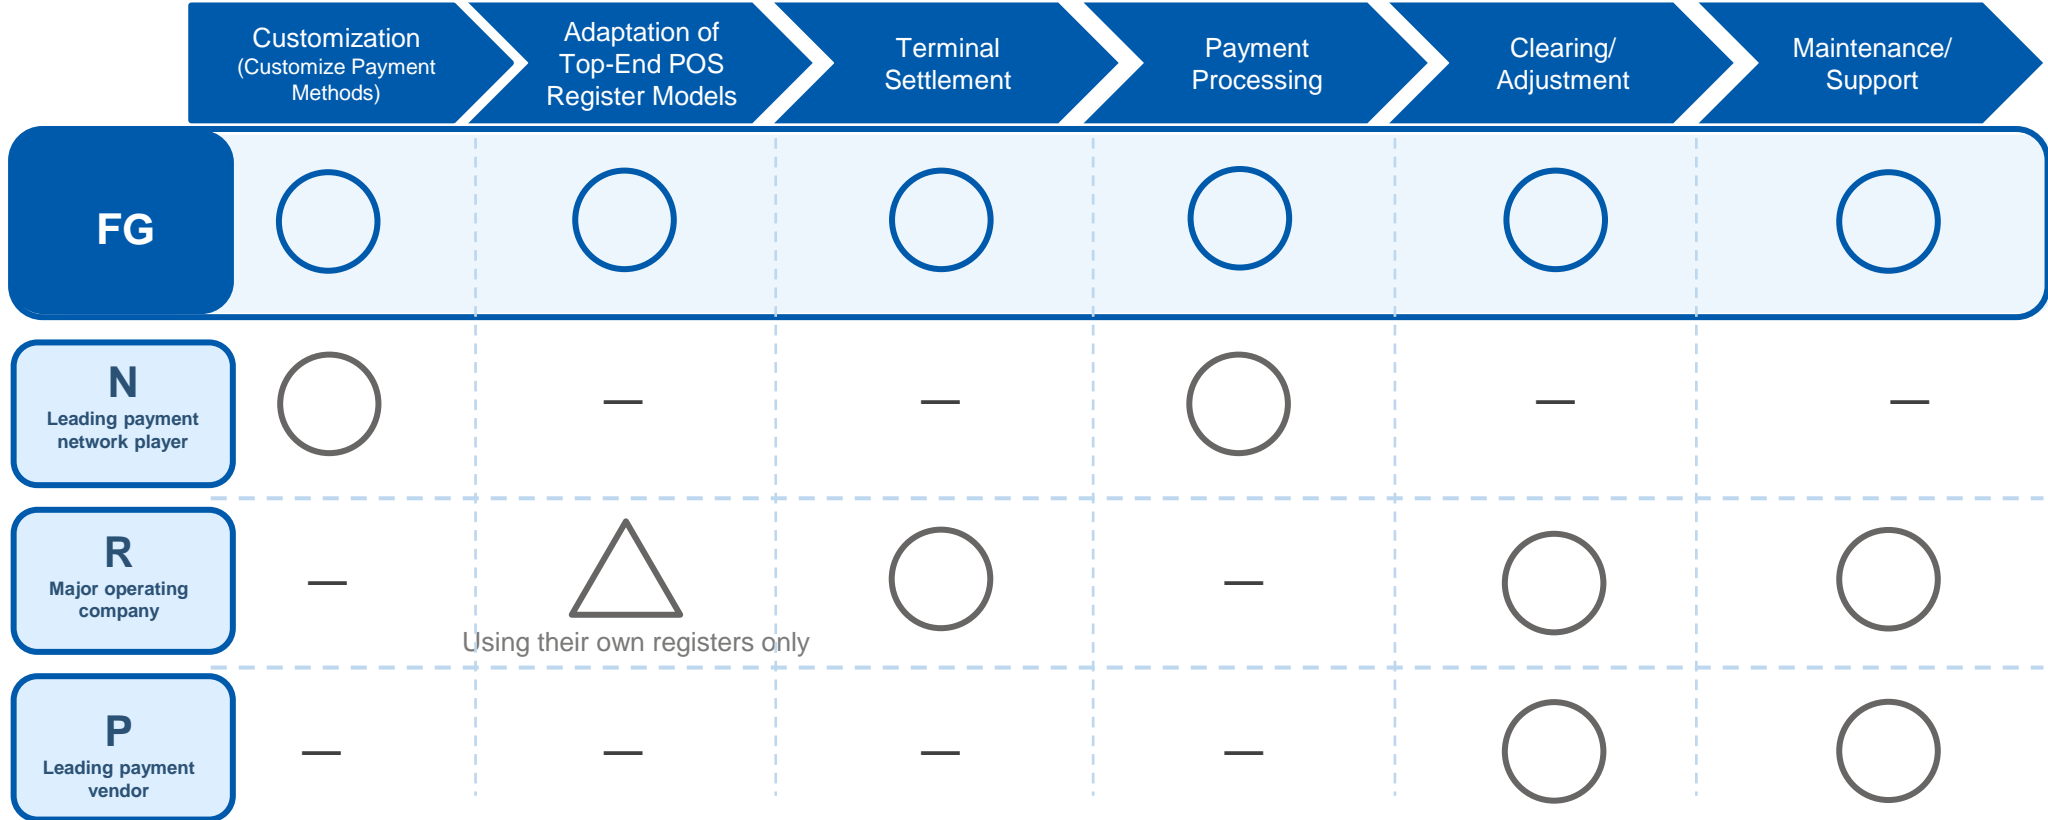 Customization
(Customize Payment
Methods)
Adaptation of
Top-End POS
Register Models
Terminal
Settlement
Payment
Processing
Clearing/
Adjustment
Maintenance/
Support
FG
N
Leading payment
network player
— — — —
R
Major operating
company
— —
Using their own registers only
P
Leading payment
vendor
— — — —